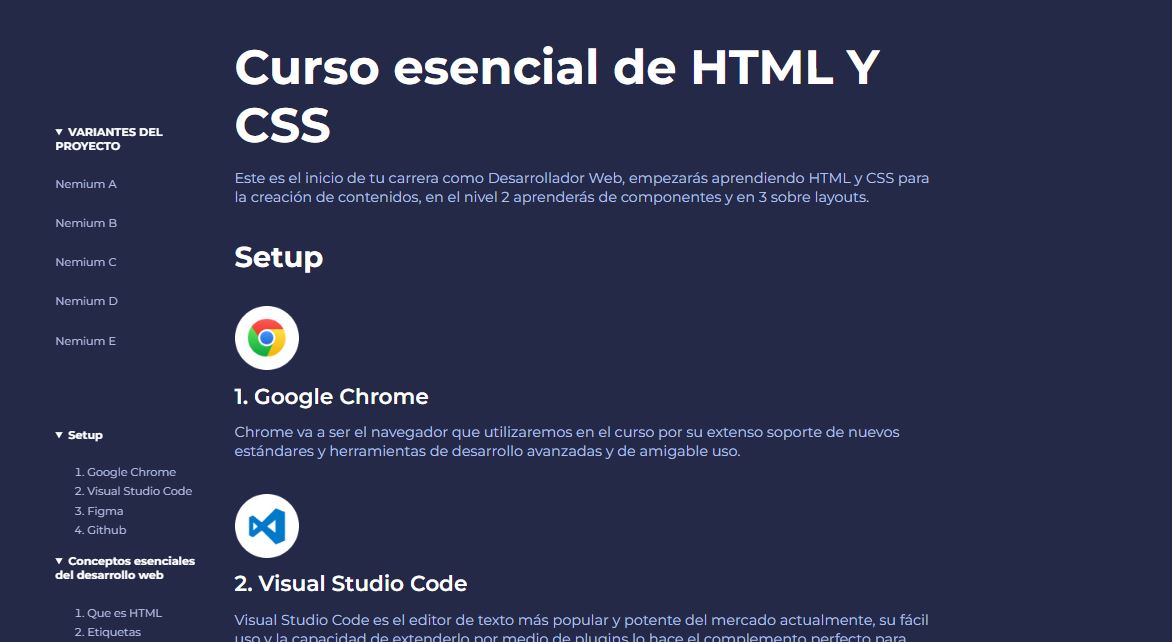 VARIANTES DEL
PROYECTO
Nemium A
Nemium B
Nemium C
Nemium D
Nemium E
Setup
1. Google Chrome
2. Visual Studio Code
3. Figma
4. Github
Conceptos esenciales
del desarrollo web
1. Que es HTML
2. Etiquetas
Curso esencial de HTML Y
CSS
Este es el inicio de tu carrera como Desarrollador Web, empezarás aprendiendo HTML y CSS para
la creación de contenidos, en el nivel 2 aprenderás de componentes y en 3 sobre layouts.
Setup
1. Google Chrome
Chrome va a ser el navegador que utilizaremos en el curso por su extenso soporte de nuevos
estándares y herramientas de desarrollo avanzadas y de amigable uso.
2. Visual Studio Code
Visual Studio Code es el editor de texto más popular y potente del mercado actualmente, su fácil
uso y la capacidad de extenderlo por medio de plugins lo hace el complemento perfecto para